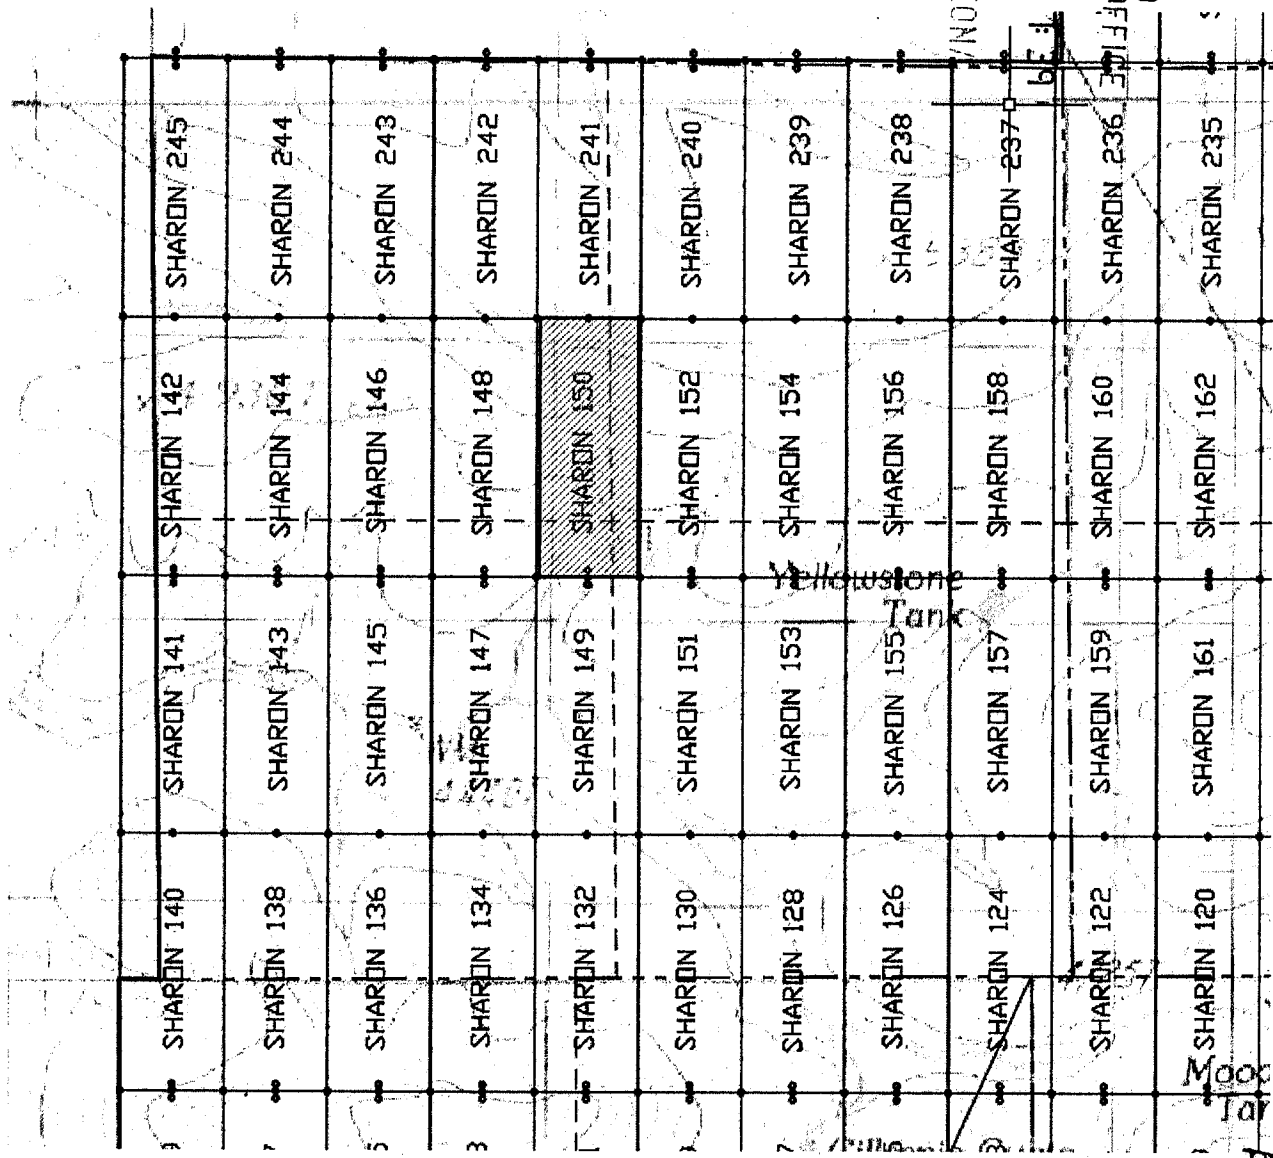 SHARON 245
SHARON 244
SHARON 243
SHARON 242
SHARON 241
SHARON 240
SHARON 239
SHARON 238
SHARON 237
SHARON 236
SHARON 235
SHARON 142
SHARON 144
SHARON 146
SHARON 148
SHARON 150
SHARON 152
SHARON 154
SHARON 156
SHARON 158
SHARON 160
SHARON 162
Yellowstone
Tank
SHARON 141
SHARON 143
SHARON 145
SHARON 147
SHARON 149
SHARON 151
SHARON 153
SHARON 155
SHARON 157
SHARON 159
SHARON 161
SHARON 140
SHARON 138
SHARON 136
SHARON 134
SHARON 132
SHARON 130
SHARON 128
SHARON 126
SHARON 124
SHARON 122
SHARON 120